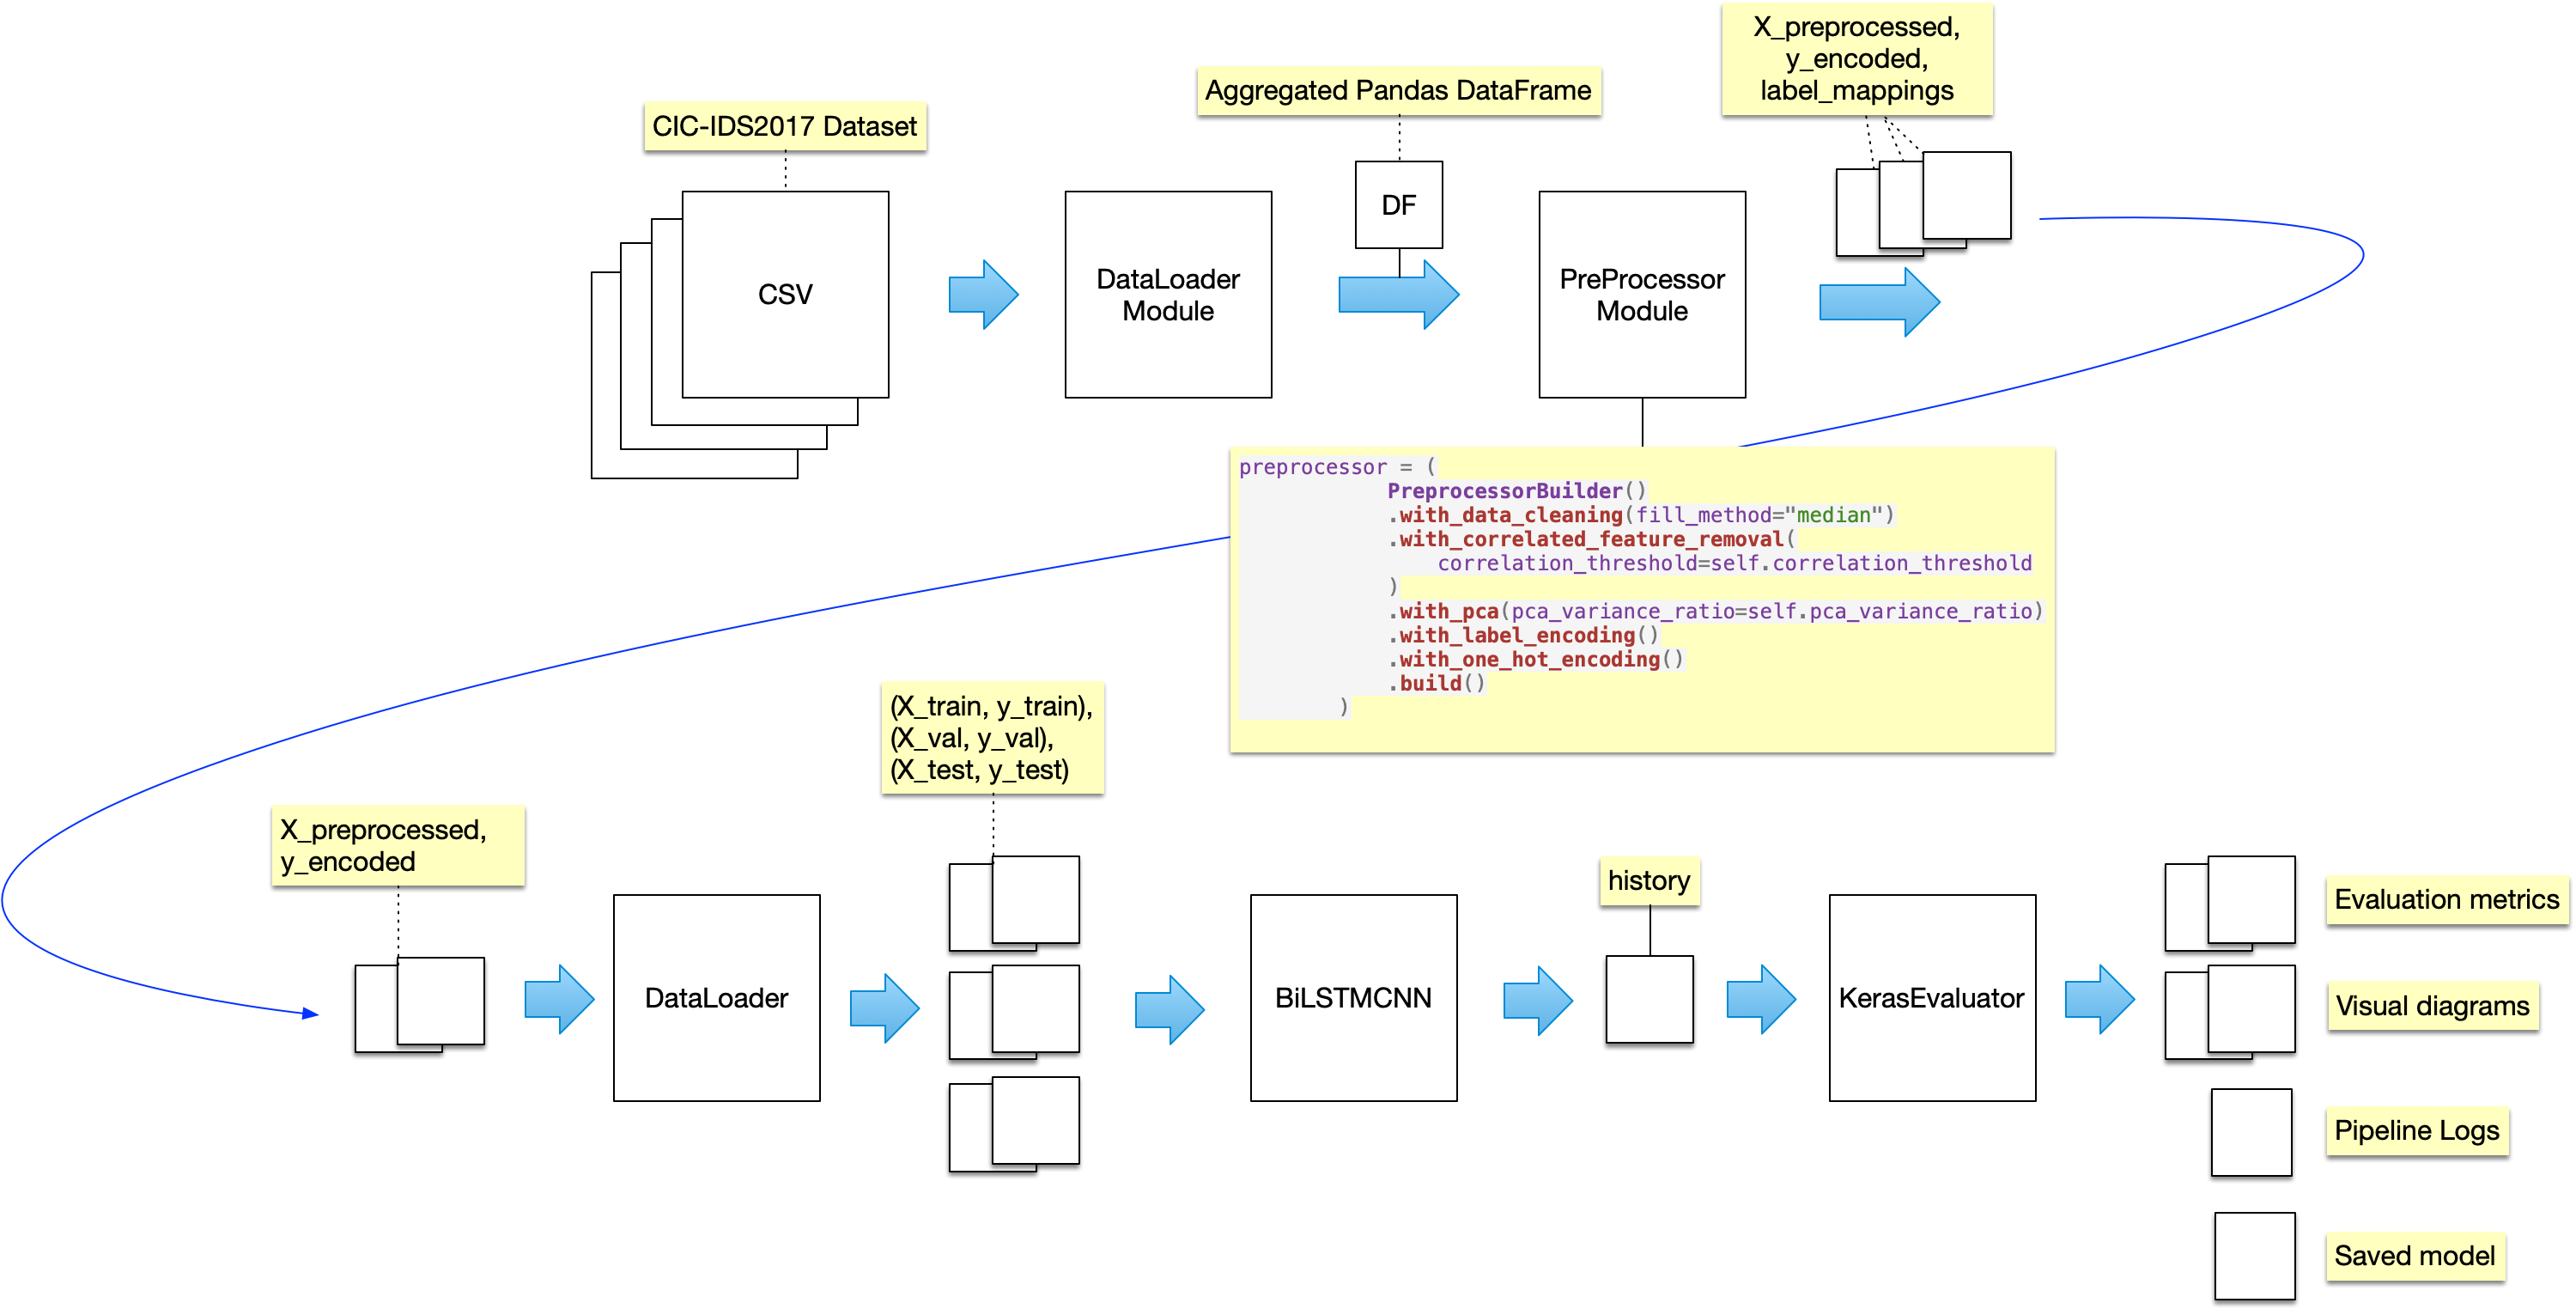 X_preprocessed,
y_encoded,
label_mappings
Aggregated Pandas DataFrame
CIC-IDS2017 Dataset
DF
CSV
DataLoader
Module
PreProcessor
Module
preprocessor = (
PreprocessorBuilder()
.with_data_cleaning(fill_method="median")
.with_correlated_feature_removal(
correlation_threshold=self.correlation_threshold
)
.with_pca(pca_variance_ratio=self.pca_variance_ratio)
.with_label_encoding()
.with_one_hot_encoding()
.build()
)
(X_train, y_train),
(X_val, y_val),
(X_test, y_test)
X_preprocessed,
y_encoded
history
DataLoader
BiLSTMCNN
KerasEvaluator
Evaluation metrics
Visual diagrams
Pipeline Logs
Saved model